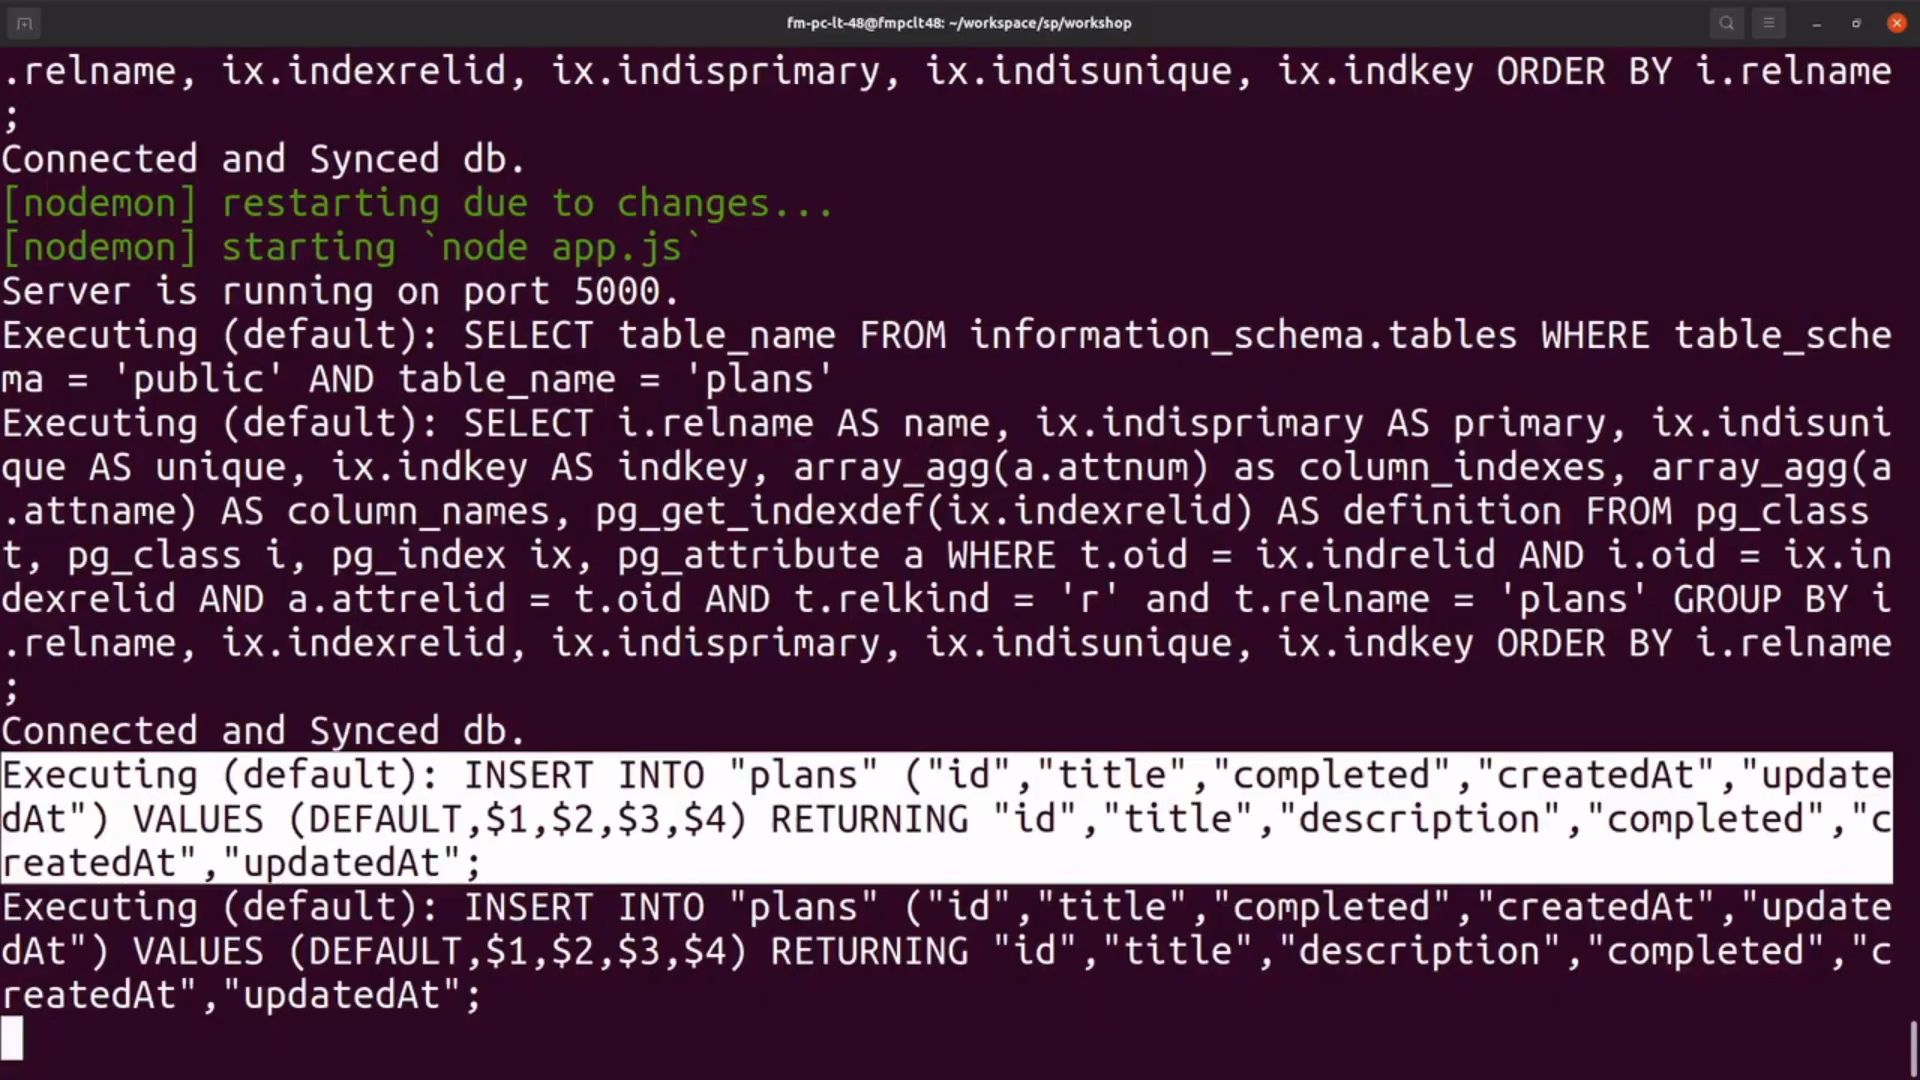 fm-pc-lt-48@fmpclt48: ~/workspace/sp/workshop
.relname, ix.indexrelid, ix.indisprimary, ix.indisunique, ix.indkey ORDER BY i.relname
;
Connected and Synced db.
[nodemon] restarting due to changes...
[nodemon] starting `node app.js`
Server is running on port 5000.
Executing (default): SELECT table_name FROM information_schema.tables WHERE table_sche
ma = 'public' AND table_name = 'plans'
Executing (default): SELECT i.relname AS name, ix.indisprimary AS primary, ix.indisuni
que AS unique, ix.indkey AS indkey, array_agg(a.attnum) as column_indexes, array_agg(a
.attname) AS column_names, pg_get_indexdef(ix.indexrelid) AS definition FROM pg_class
t, pg_class i, pg_index ix, pg_attribute a WHERE t.oid = ix.indrelid AND i.oid = ix.in
dexrelid AND a.attrelid = t.oid AND t.relkind = 'r' and t.relname = 'plans' GROUP BY i
.relname, ix.indexrelid, ix.indisprimary, ix.indisunique, ix.indkey ORDER BY i.relname
;
Connected and Synced db.
Executing (default): INSERT INTO "plans" ("id","title","completed","createdAt","update
dAt") VALUES (DEFAULT,$1,$2,$3,$4) RETURNING "id","title","description","completed","c
reatedAt","updatedAt";
Executing (default): INSERT INTO "plans" ("id","title","completed","createdAt","update
dAt") VALUES (DEFAULT,$1,$2,$3,$4) RETURNING "id","title","description","completed","c
reatedAt","updatedAt";